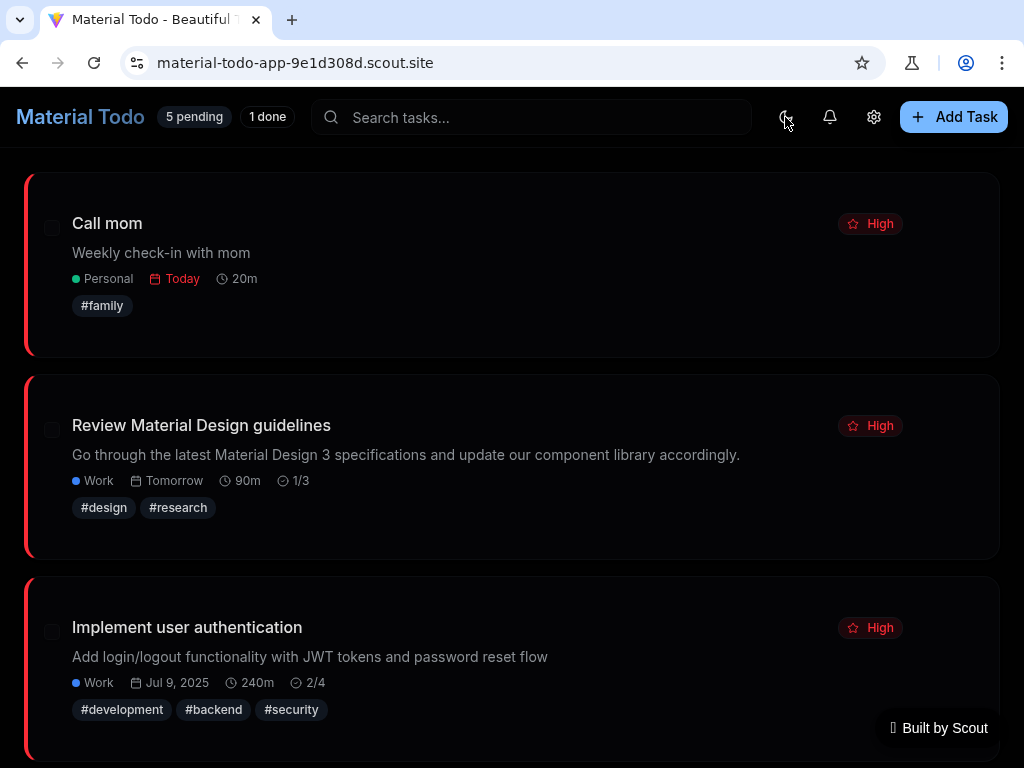 Material Todo - Beautiful T
material-todo-app-9e1d308d.scout.site
Material Todo
5 pending
1 done
Search tasks...
Add Task
Call mom
High
Weekly check-in with mom
Personal Today 20m
#family
Review Material Design guidelines
High
Go through the latest Material Design 3 specifications and update our component library accordingly.
Work Tomorrow 90m 1/3
#design #research
Implement user authentication
High
Add login/logout functionality with JWT tokens and password reset flow
Work Jul 9, 2025 240m 2/4
#development #backend #security
Built by Scout